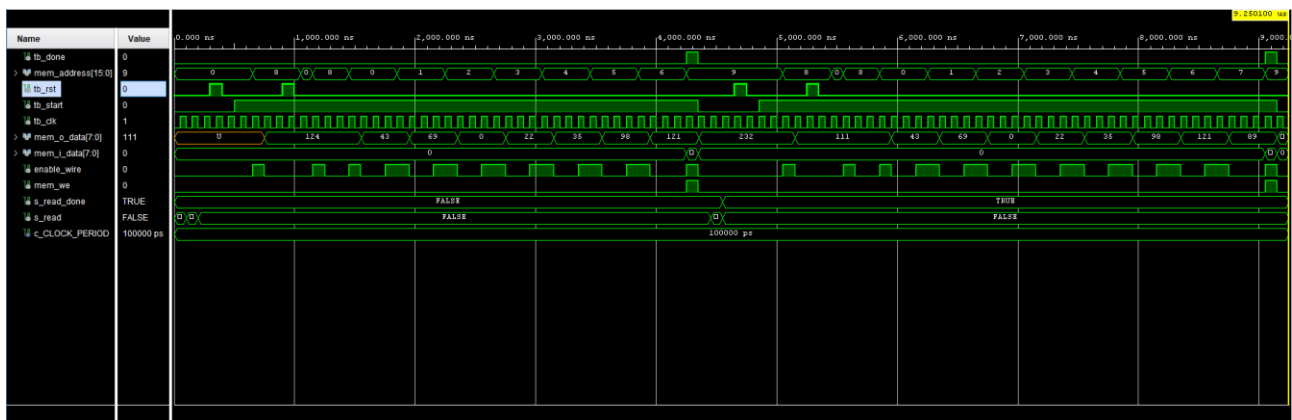 9.250100 us
Name Value 0.000 ns 1,000.000 ns 2,000.000 ns 3,000.000 ns 4,000.000 ns 5,000.000 ns 6,000.000 ns 7,000.000 ns 8,000.000 ns 9,000.
tb_done 0
mem_address[15:0] 9 0 8 0 8 0 1 2 3 4 5 6 9 8 0 8 0 1 2 3 4 5 6 7 9
tb_rst 0
tb_start 0
tb_clk 1
mem_o_data[7:0] 111 U 124 43 69 0 22 35 98 121 232 111 43 69 0 22 35 98 121 89
mem_i_data[7:0] 0 0 0 0
enable_wire 0
mem_we 0
s_read_done TRUE FALSE TRUE
s_read FALSE FALSE FALSE
c_CLOCK_PERIOD 100000 ps 100000 ps